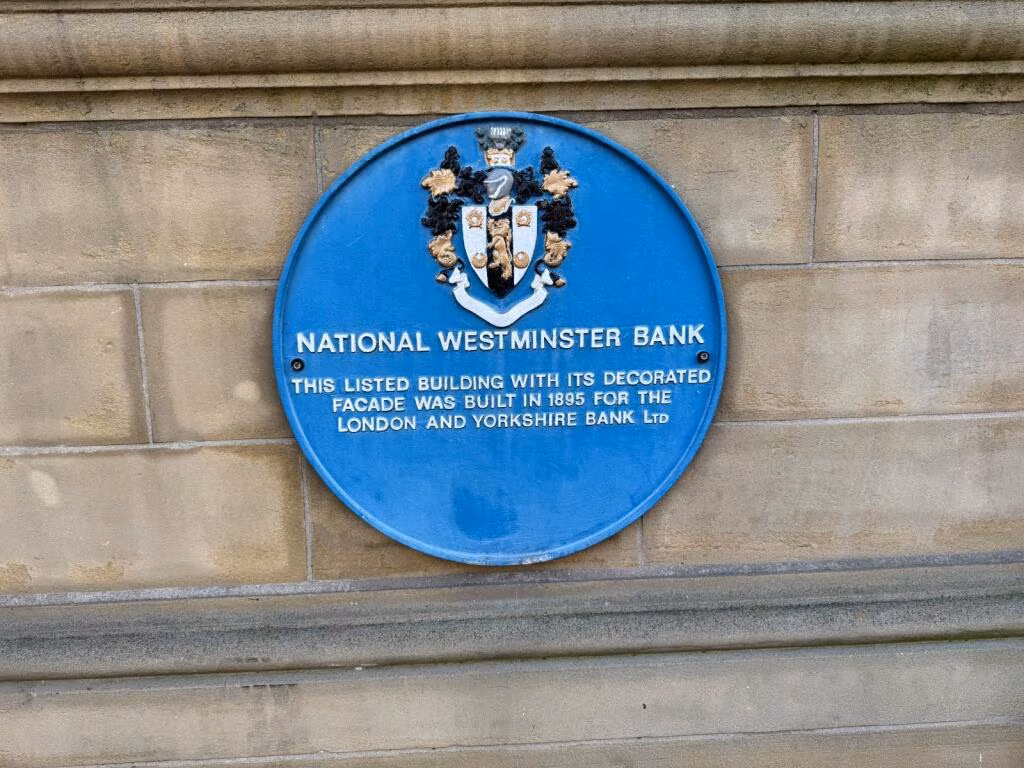 NATIONAL WESTMINSTER BANK
THIS LISTED BUILDING WITH ITS DECORATED
FACADE WAS BUILT IN 1895 FOR THE
LONDON AND YORKSHIRE BANK LTD